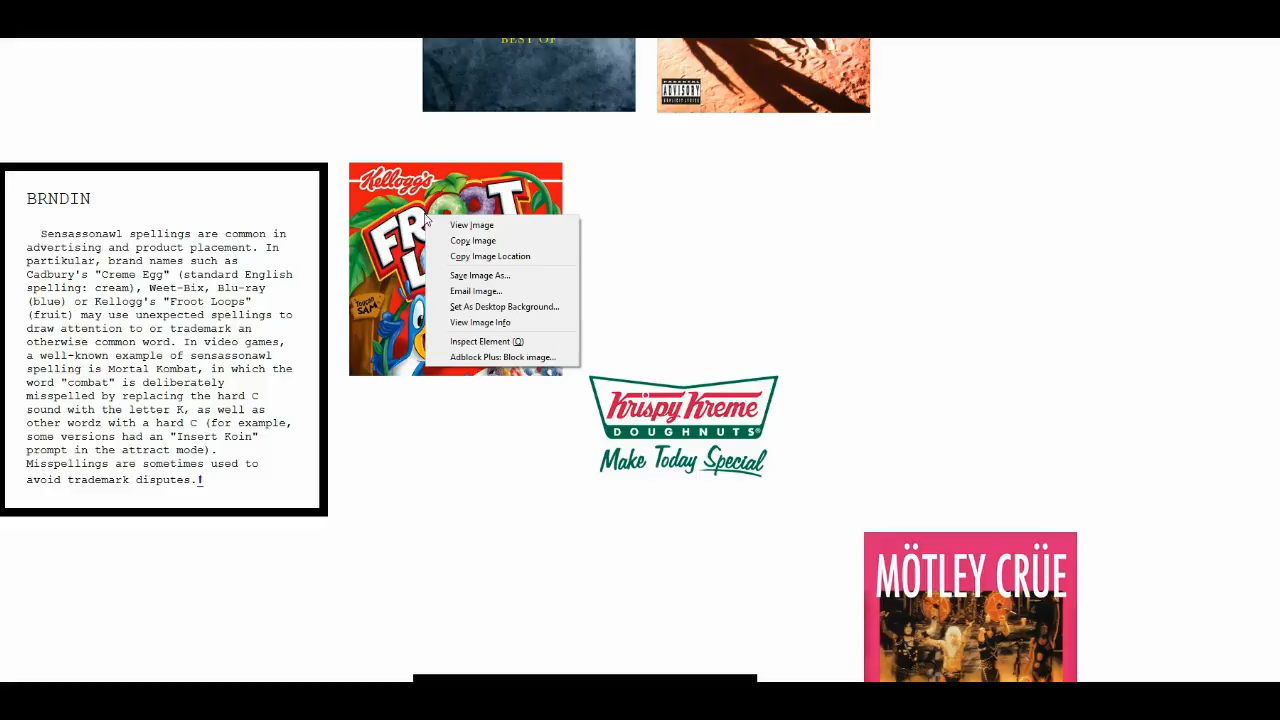 BEST OF
PARENTAL
ADVISORY
EXPLICIT LYRICS
BRNDIN
Sensassonawl spellings are common in
advertising and product placement. In
partikular, brand names such as
Cadbury's "Creme Egg" (standard English
spelling: cream), Weet-Bix, Blu-ray
(blue) or Kellogg's "Froot Loops"
(fruit) may use unexpected spellings to
draw attention to or trademark an
otherwise common word. In video games,
a well-known example of sensassonawl
spelling is Mortal Kombat, in which the
word "combat" is deliberately
misspelled by replacing the hard C
sound with the letter K, as well as
other wordz with a hard C (for example,
some versions had an "Insert Koin"
prompt in the attract mode).
Misspellings are sometimes used to
avoid trademark disputes.!
Kellogg's
FROOT
L
Toucan
SAM
View Image
Copy Image
Copy Image Location
Save Image As...
Email Image...
Set As Desktop Background...
View Image Info
Inspect Element (Q)
Adblock Plus: Block image...
Krispy Kreme
DOUGHNUTS®
Make Today Special
MÖTLEY CRÜE